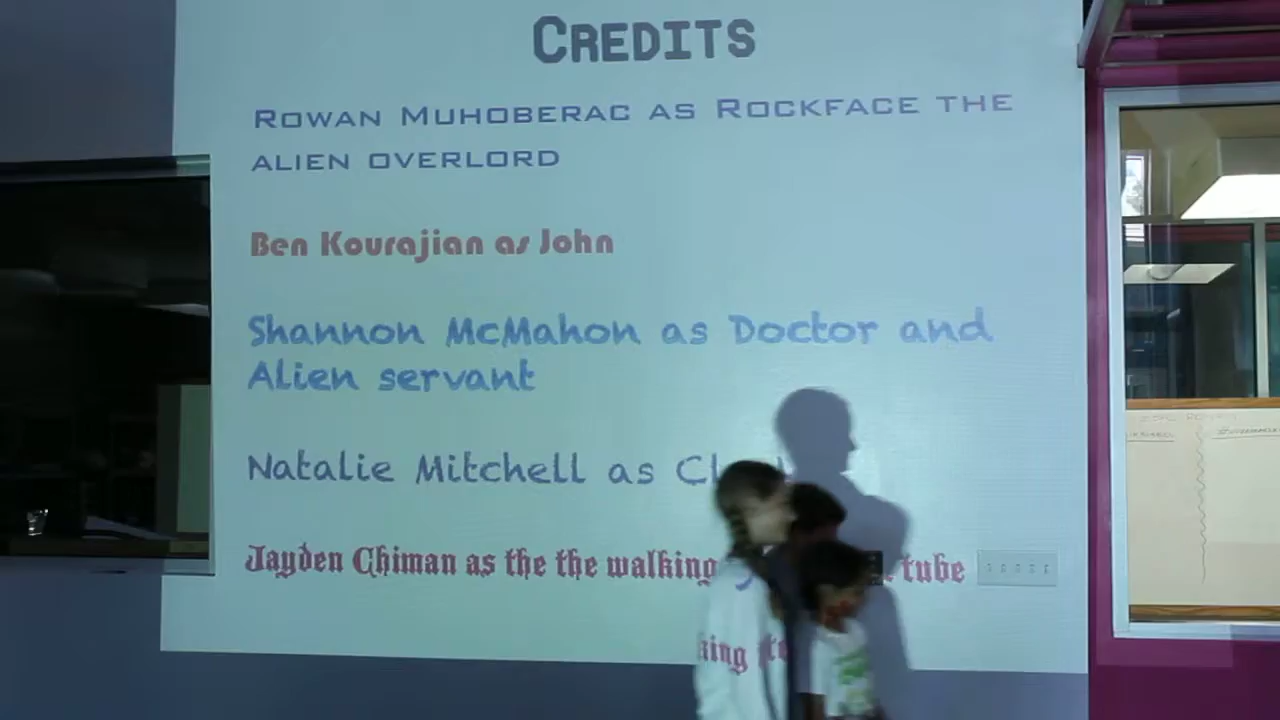 CREDITS
ROWAN MUHOBERAC AS ROCKFACE THE
ALIEN OVERLORD
Ben Kourajian as John
Shannon McMahon as Doctor and
Alien servant
Natalie Mitchell as
Jayden Chiman as the the walking tube